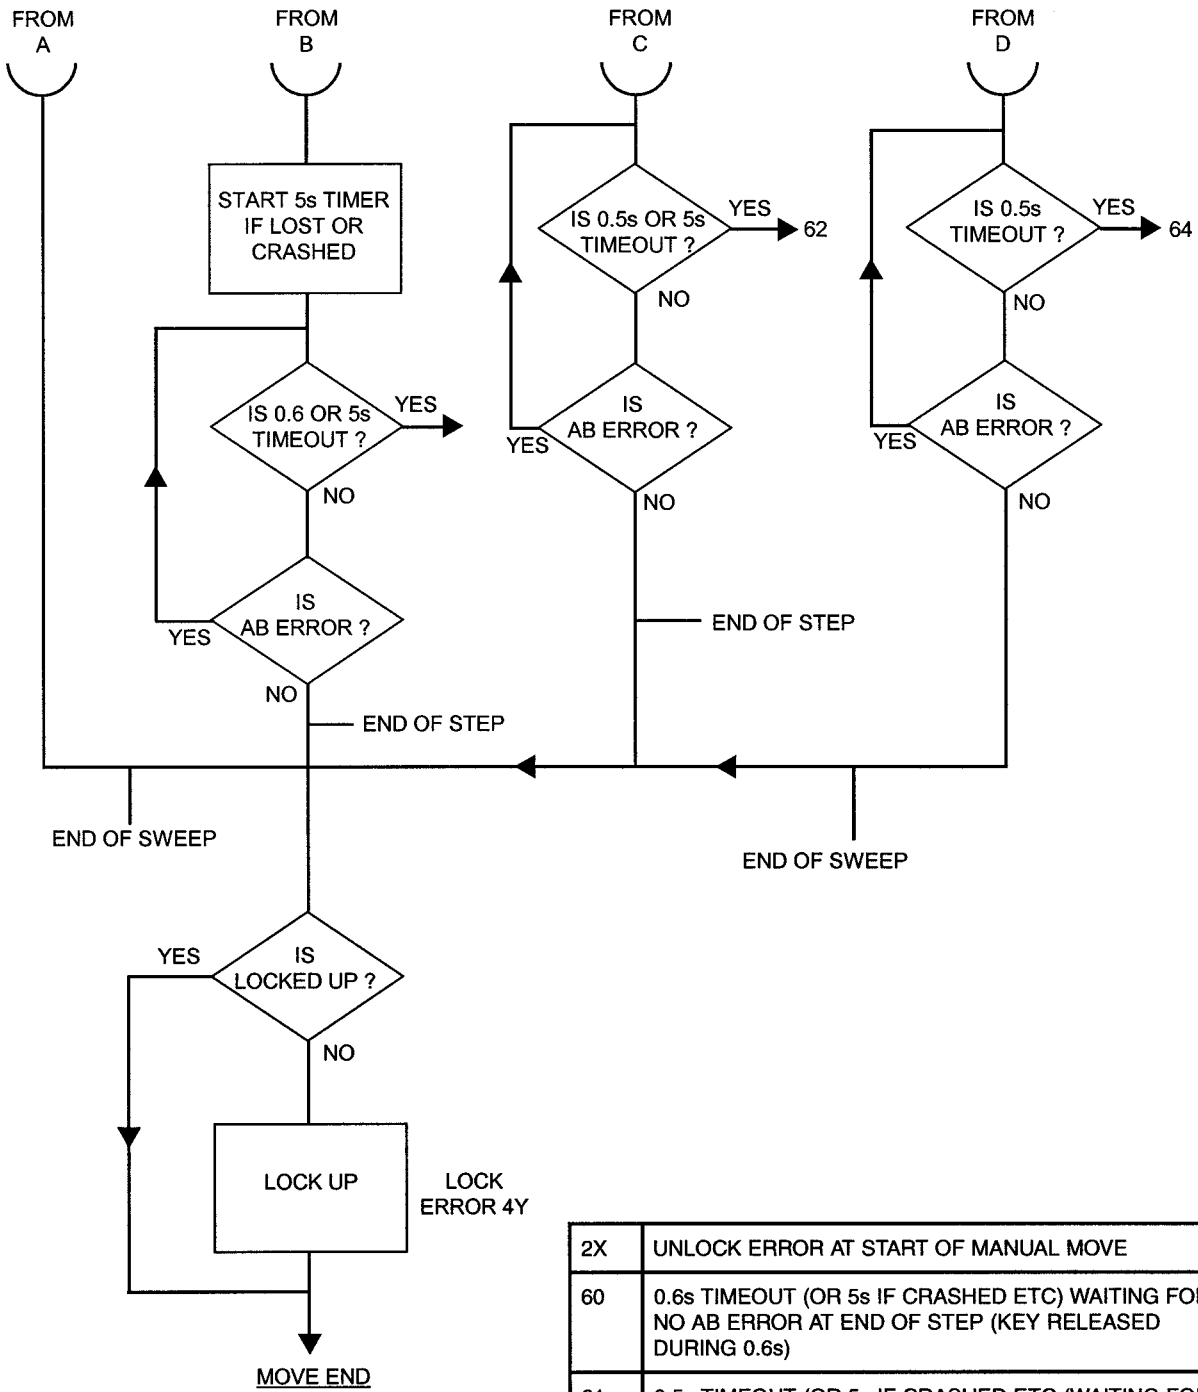 FROM
A
FROM
B
FROM
C
FROM
D
START 5s TIMER
IF LOST OR
CRASHED
IS 0.5s OR 5s
TIMEOUT ?
YES
62
NO
IS 0.5s
TIMEOUT ?
YES
64
NO
IS 0.6 OR 5s
TIMEOUT ?
YES
NO
IS
AB ERROR ?
YES
NO
IS
AB ERROR ?
YES
NO
IS
AB ERROR ?
YES
NO
END OF STEP
END OF STEP
END OF SWEEP
END OF SWEEP
IS
LOCKED UP ?
YES
NO
LOCK UP
LOCK
ERROR 4Y
MOVE END
2X UNLOCK ERROR AT START OF MANUAL MOVE
60 0.6s TIMEOUT (OR 5s IF CRASHED ETC) WAITING FOR
NO AB ERROR AT END OF STEP (KEY RELEASED
DURING 0.6s)